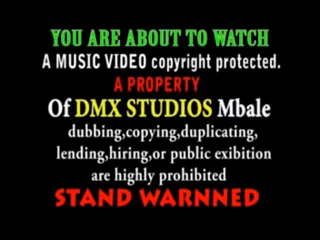 YOU ARE ABOUT TO WATCH
A MUSIC VIDEO copyright protected.
A PROPERTY
Of DMX STUDIOS Mbale
dubbing,copying,duplicating,
lending,hiring,or public exibition
are highly prohibited
STAND WARNNED